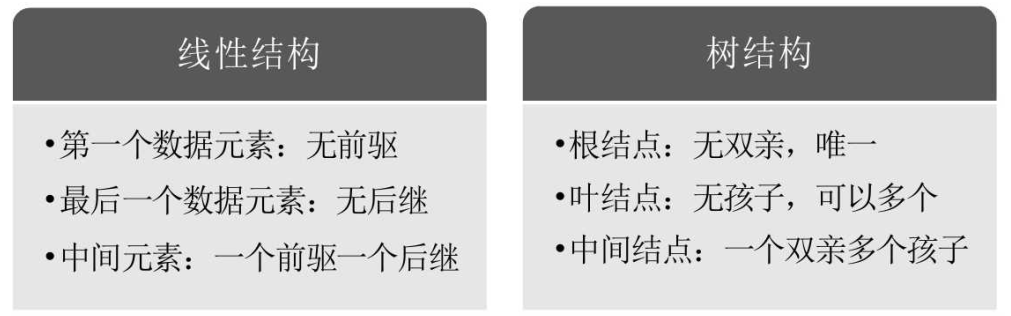 线性结构
•第一个数据元素：无前驱
•最后一个数据元素：无后继
•中间元素：一个前驱一个后继
树结构
•根结点：无双亲，唯一
•叶结点：无孩子，可以多个
•中间结点：一个双亲多个孩子